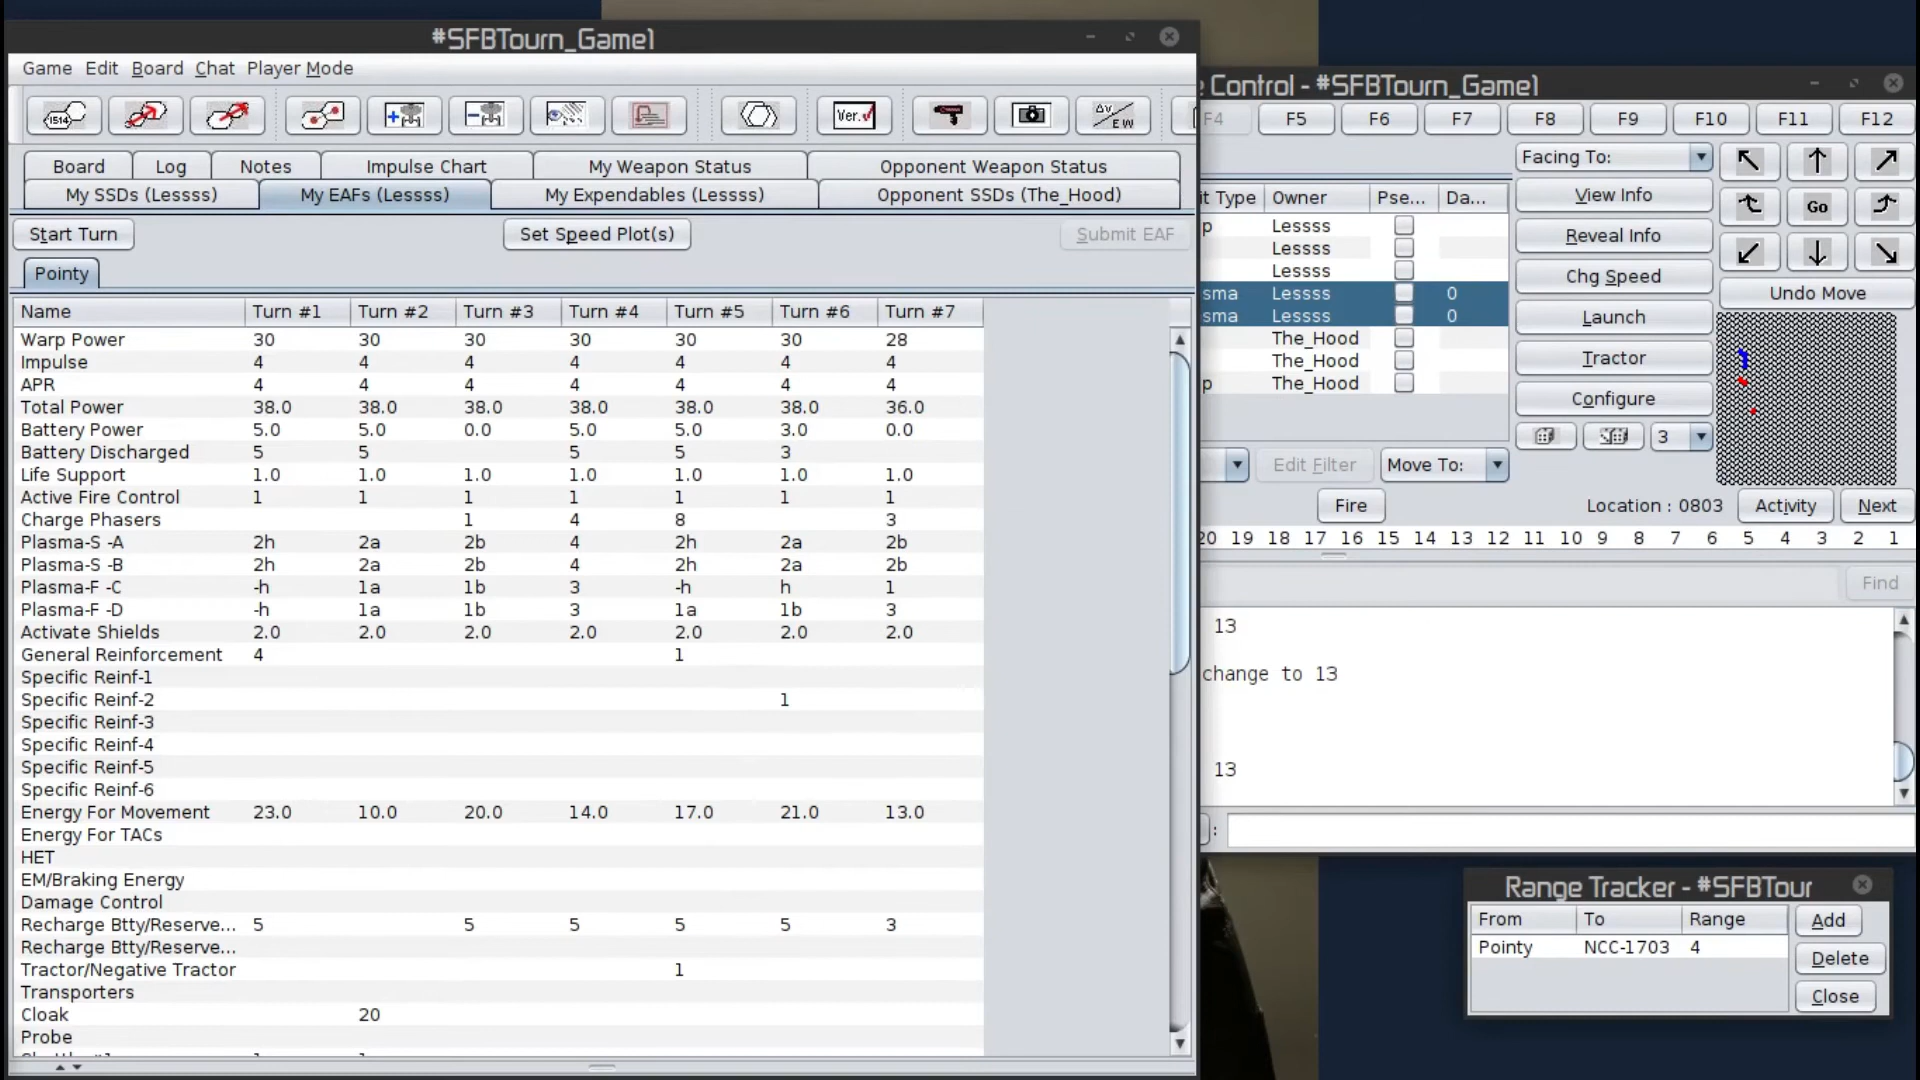 #SFBTourn_Game1
Game Edit Board Chat Player Mode
1514 Ver. ΔV/EW
Board Log Notes Impulse Chart My Weapon Status Opponent Weapon Status
My SSDs (Lessss) My EAFs (Lessss) My Expendables (Lessss) Opponent SSDs (The_Hood)
Start Turn Set Speed Plot(s) Submit EAF
Pointy
Name Turn #1 Turn #2 Turn #3 Turn #4 Turn #5 Turn #6 Turn #7
Warp Power 30 30 30 30 30 30 28
Impulse 4 4 4 4 4 4 4
APR 4 4 4 4 4 4 4
Total Power 38.0 38.0 38.0 38.0 38.0 38.0 36.0
Battery Power 5.0 5.0 0.0 5.0 5.0 3.0 0.0
Battery Discharged 5 5 5 5 3
Life Support 1.0 1.0 1.0 1.0 1.0 1.0 1.0
Active Fire Control 1 1 1 1 1 1 1
Charge Phasers 1 4 8 3
Plasma-S -A 2h 2a 2b 4 2h 2a 2b
Plasma-S -B 2h 2a 2b 4 2h 2a 2b
Plasma-F -C -h 1a 1b 3 -h h 1
Plasma-F -D -h 1a 1b 3 1a 1b 3
Activate Shields 2.0 2.0 2.0 2.0 2.0 2.0 2.0
General Reinforcement 4 1
Specific Reinf-1
Specific Reinf-2 1
Specific Reinf-3
Specific Reinf-4
Specific Reinf-5
Specific Reinf-6
Energy For Movement 23.0 10.0 20.0 14.0 17.0 21.0 13.0
Energy For TACs
HET
EM/Braking Energy
Damage Control
Recharge Btty/Reserve... 5 5 5 5 5 3
Recharge Btty/Reserve...
Tractor/Negative Tractor 1
Transporters
Cloak 20
Probe
e Control - #SFBTourn_Game1
F4 F5 F6 F7 F8 F9 F10 F11 F12
Facing To:
it Type Owner Pse... Da...
p Lessss
Lessss
Lessss
sma Lessss 0
sma Lessss 0
The_Hood
The_Hood
p The_Hood
View Info
Reveal Info
Chg Speed
Launch
Tractor
Configure
3
Go
Undo Move
Edit Filter Move To:
Fire Location : 0803 Activity Next
20 19 18 17 16 15 14 13 12 11 10 9 8 7 6 5 4 3 2 1
Find
13
change to 13
13
:
Range Tracker - #SFBTour
From To Range
Pointy NCC-1703 4
Add
Delete
Close